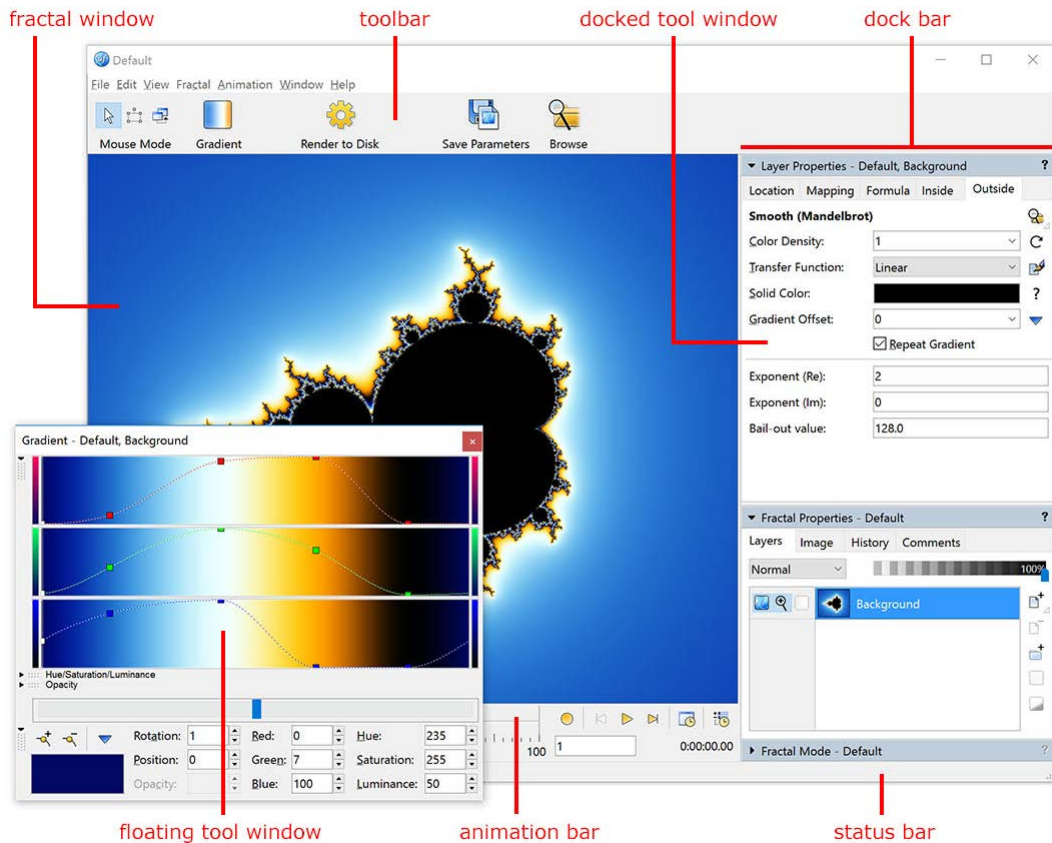 fractal window toolbar docked tool window dock bar
Default
File Edit View Fractal Animation Window Help
Mouse Mode Gradient Render to Disk Save Parameters Browse
Layer Properties - Default, Background ?
Location Mapping Formula Inside Outside
Smooth (Mandelbrot)
Color Density: 1
Transfer Function: Linear
Solid Color: ?
Gradient Offset: 0
Repeat Gradient
Exponent (Re): 2
Exponent (Im): 0
Bail-out value: 128.0
Fractal Properties - Default ?
Layers Image History Comments
Normal 100%
Background
Fractal Mode - Default ?
Gradient - Default, Background
Hue/Saturation/Luminance
Opacity
Rotation: 1 Red: 0 Hue: 235
Position: 0 Green: 7 Saturation: 255
Opacity: Blue: 100 Luminance: 50
100 1 0:00:00.00
floating tool window animation bar status bar